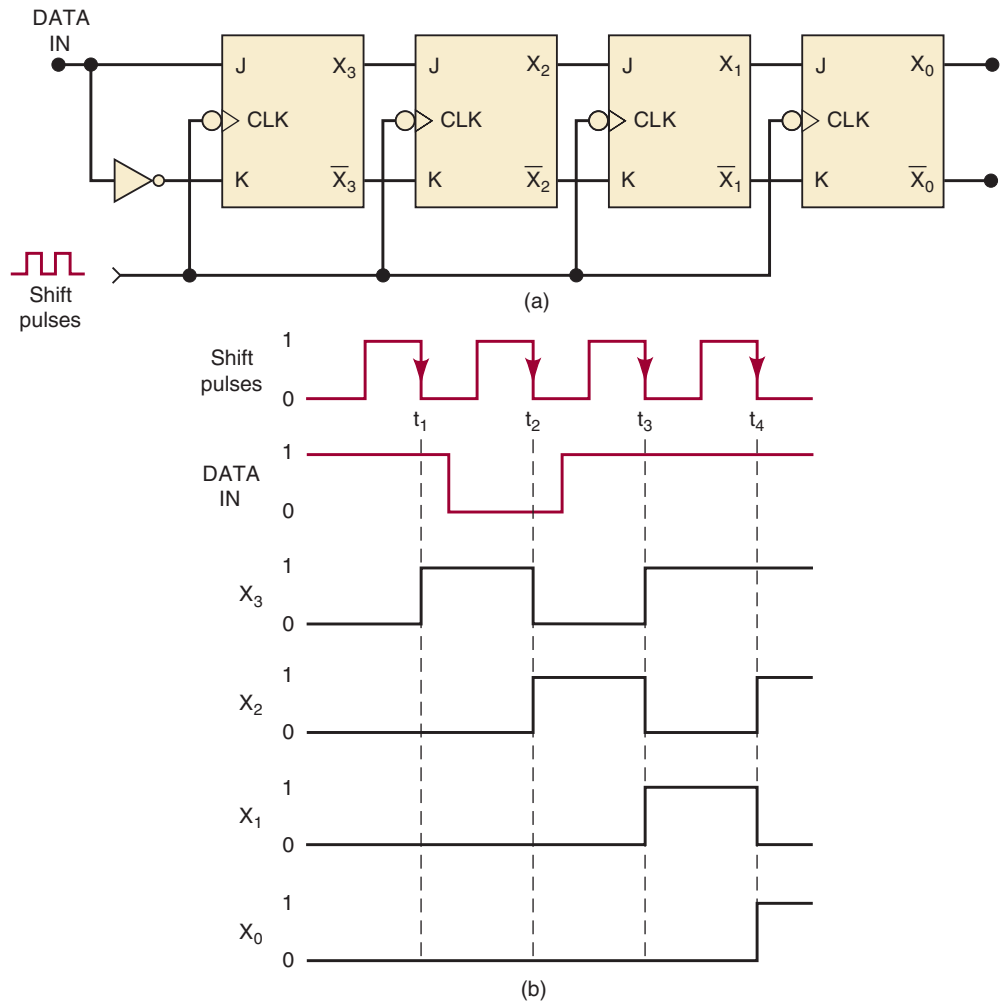 DATA
IN
J X₃ J X₂ J X₁ J X₀
CLK CLK CLK CLK
K X̅₃ K X̅₂ K X̅₁ K X̅₀
Shift
pulses
(a)
Shift
pulses
1
0
t₁ t₂ t₃ t₄
DATA
IN
1
0
X₃
1
0
X₂
1
0
X₁
1
0
X₀
1
0
(b)